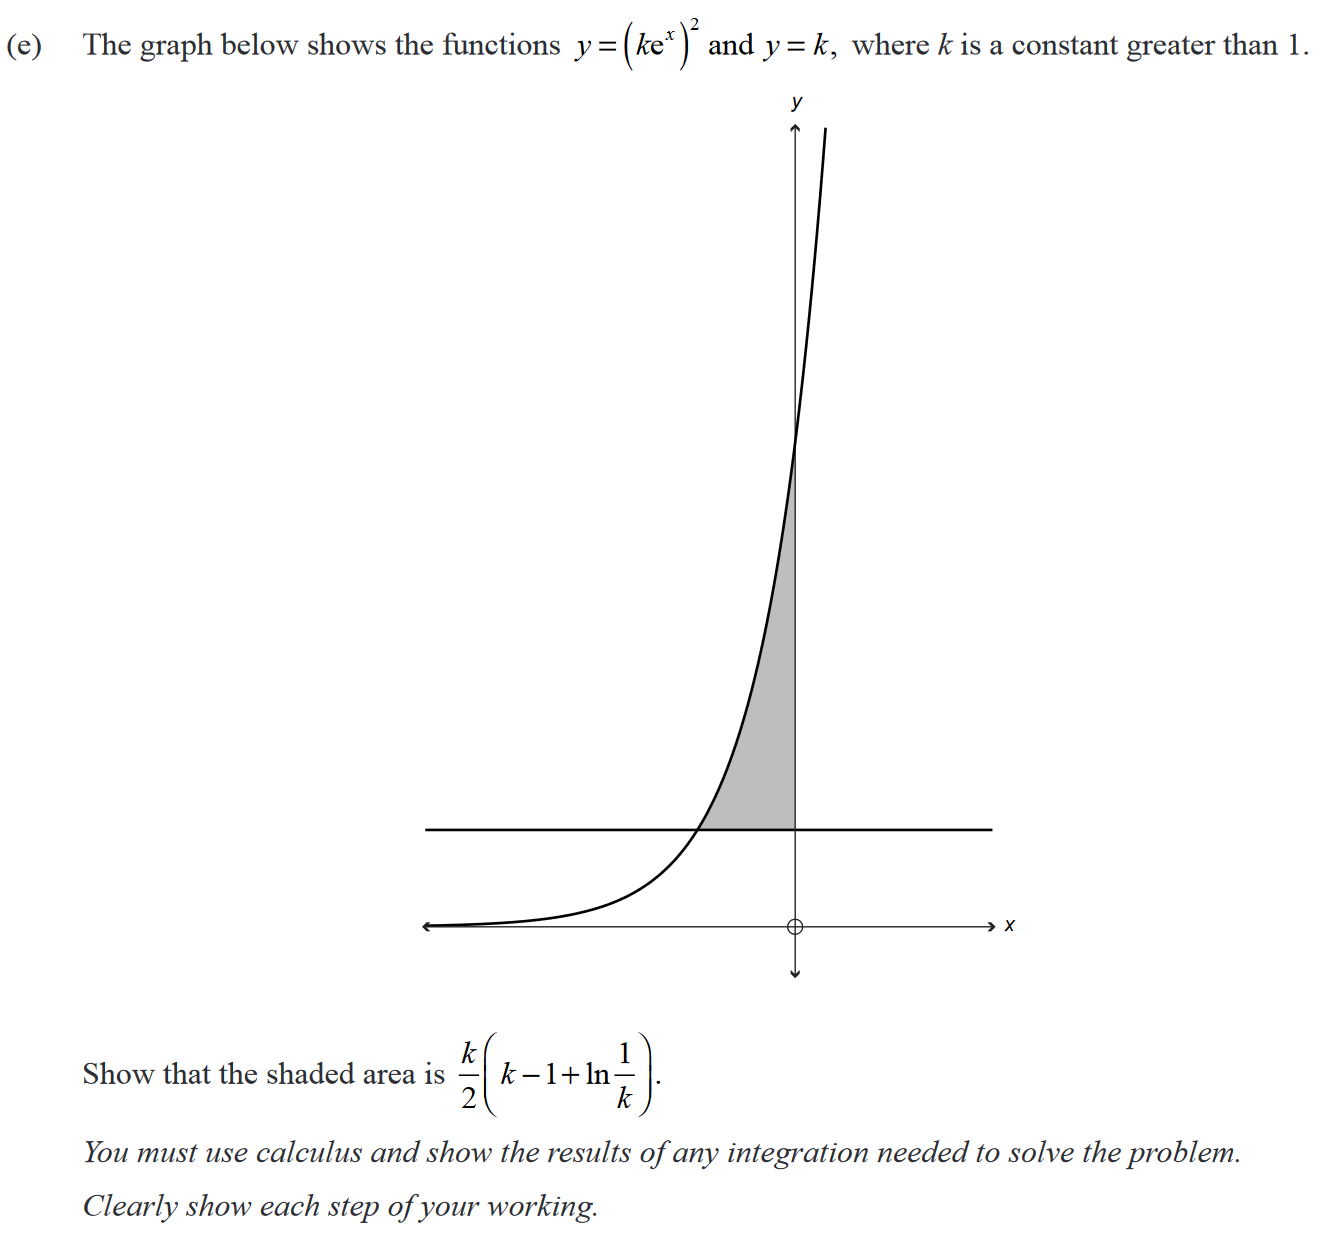 (e) The graph below shows the functions y = (ke^x)^2 and y = k, where k is a constant greater than 1.
y
x
Show that the shaded area is k/2 (k − 1 + ln 1/k).
You must use calculus and show the results of any integration needed to solve the problem.
Clearly show each step of your working.